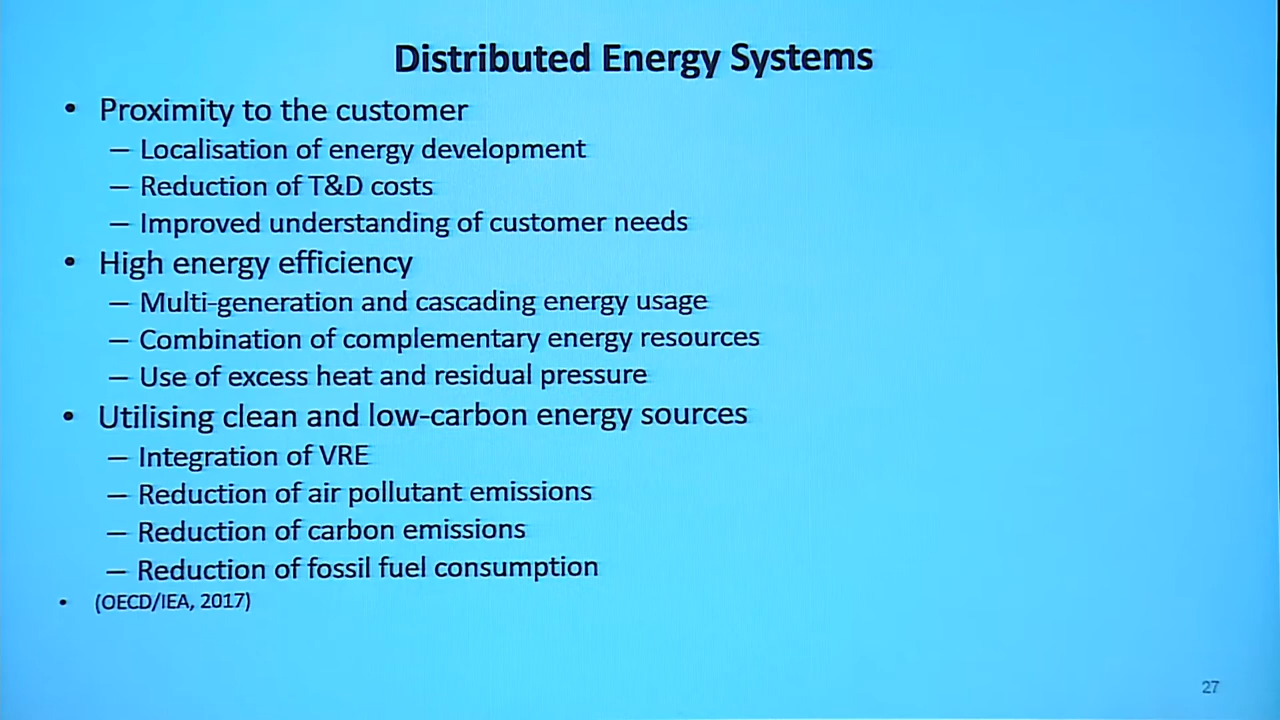 Distributed Energy Systems
• Proximity to the customer
– Localisation of energy development
– Reduction of T&D costs
– Improved understanding of customer needs
• High energy efficiency
– Multi-generation and cascading energy usage
– Combination of complementary energy resources
– Use of excess heat and residual pressure
• Utilising clean and low-carbon energy sources
– Integration of VRE
– Reduction of air pollutant emissions
– Reduction of carbon emissions
– Reduction of fossil fuel consumption
• (OECD/IEA, 2017)
27